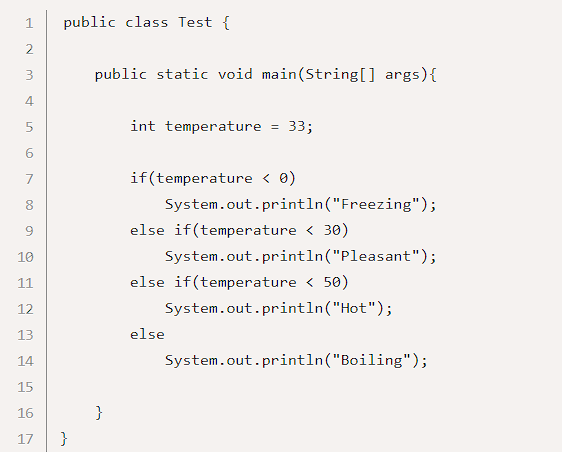 1 public class Test {
2
3     public static void main(String[] args){
4
5         int temperature = 33;
6
7         if(temperature < 0)
8             System.out.println("Freezing");
9         else if(temperature < 30)
10             System.out.println("Pleasant");
11         else if(temperature < 50)
12             System.out.println("Hot");
13         else
14             System.out.println("Boiling");
15
16     }
17 }